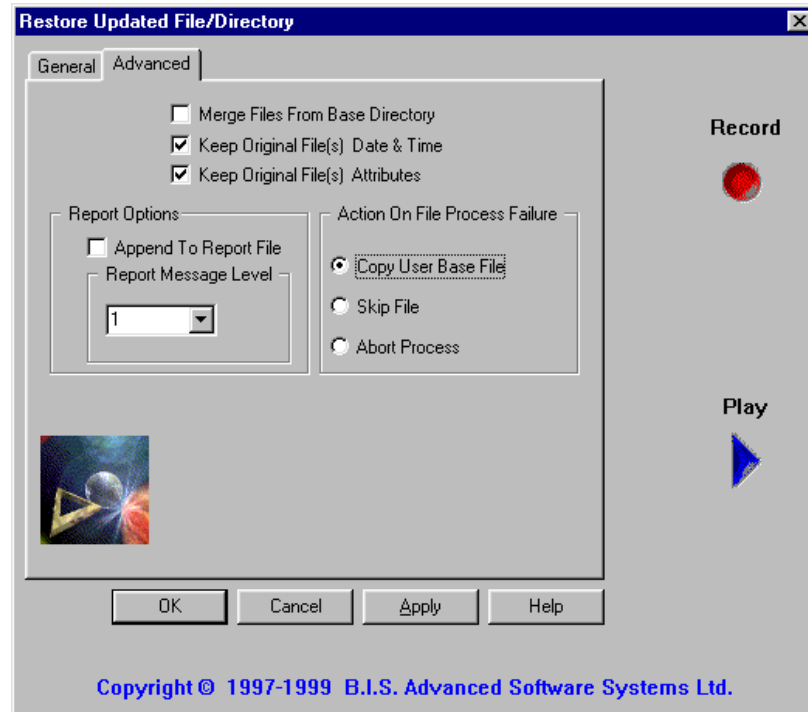 Restore Updated File/Directory
General
Advanced
Merge Files From Base Directory
Keep Original File(s) Date & Time
Keep Original File(s) Attributes
Report Options
Append To Report File
Report Message Level
1
Action On File Process Failure
Copy User Base File
Skip File
Abort Process
Record
Play
OK
Cancel
Apply
Help
Copyright © 1997-1999 B.I.S. Advanced Software Systems Ltd.